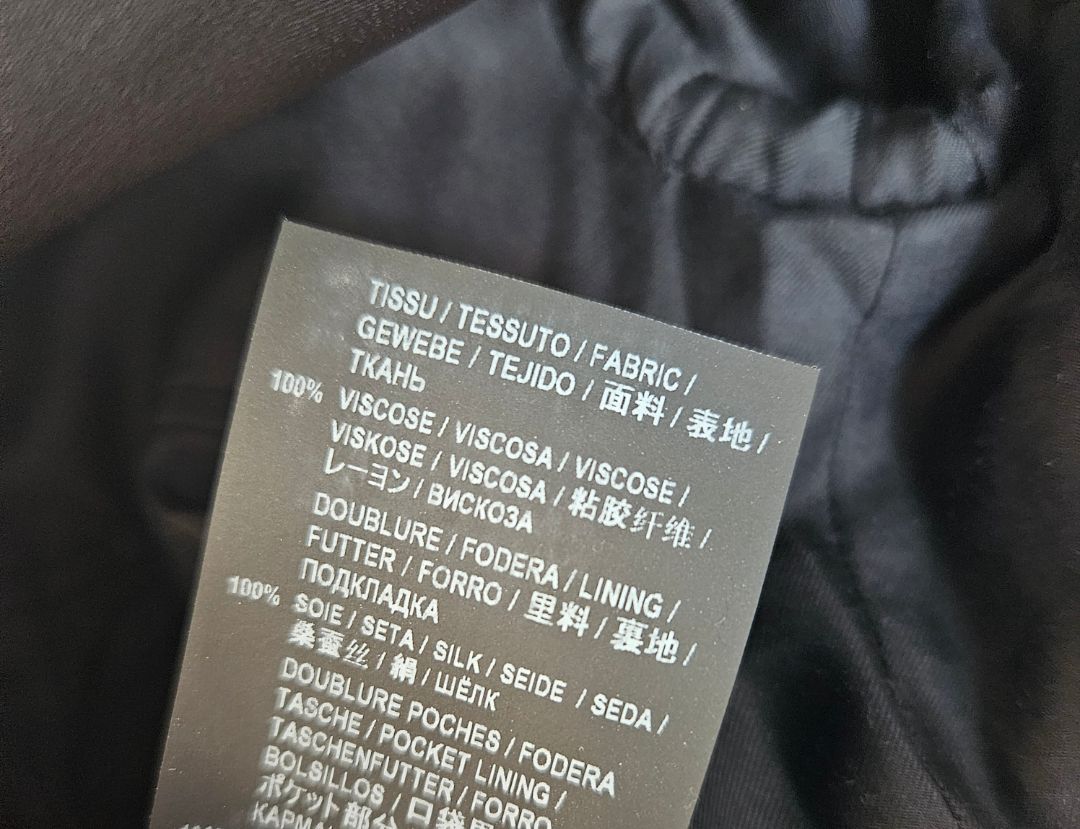 TISSU / TESSUTO / FABRIC /
GEWEBE / TEJIDO / 面料 / 表地 /
ТКАНЬ
100% VISCOSE / VISCOSA / VISCOSE /
VISKOSE / VISCOSA / 粘胶纤维 /
レーヨン / ВИСКОЗА
DOUBLURE / FODERA / LINING /
FUTTER / FORRO / 里料 / 裏地 /
ПОДКЛАДКА
100% SOIE / SETA / SILK / SEIDE / SEDA /
桑蚕丝 / 絹 / ШЁЛК
DOUBLURE POCHES / FODERA
TASCHE / POCKET LINING /
TASCHENFUTTER / FORRO
BOLSILLOS / 口袋
ポケット部分